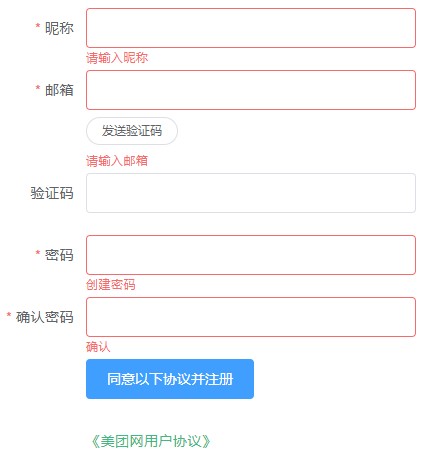 * 昵称
请输入昵称
* 邮箱
发送验证码
请输入邮箱
验证码
* 密码
创建密码
* 确认密码
确认
同意以下协议并注册
《美团网用户协议》